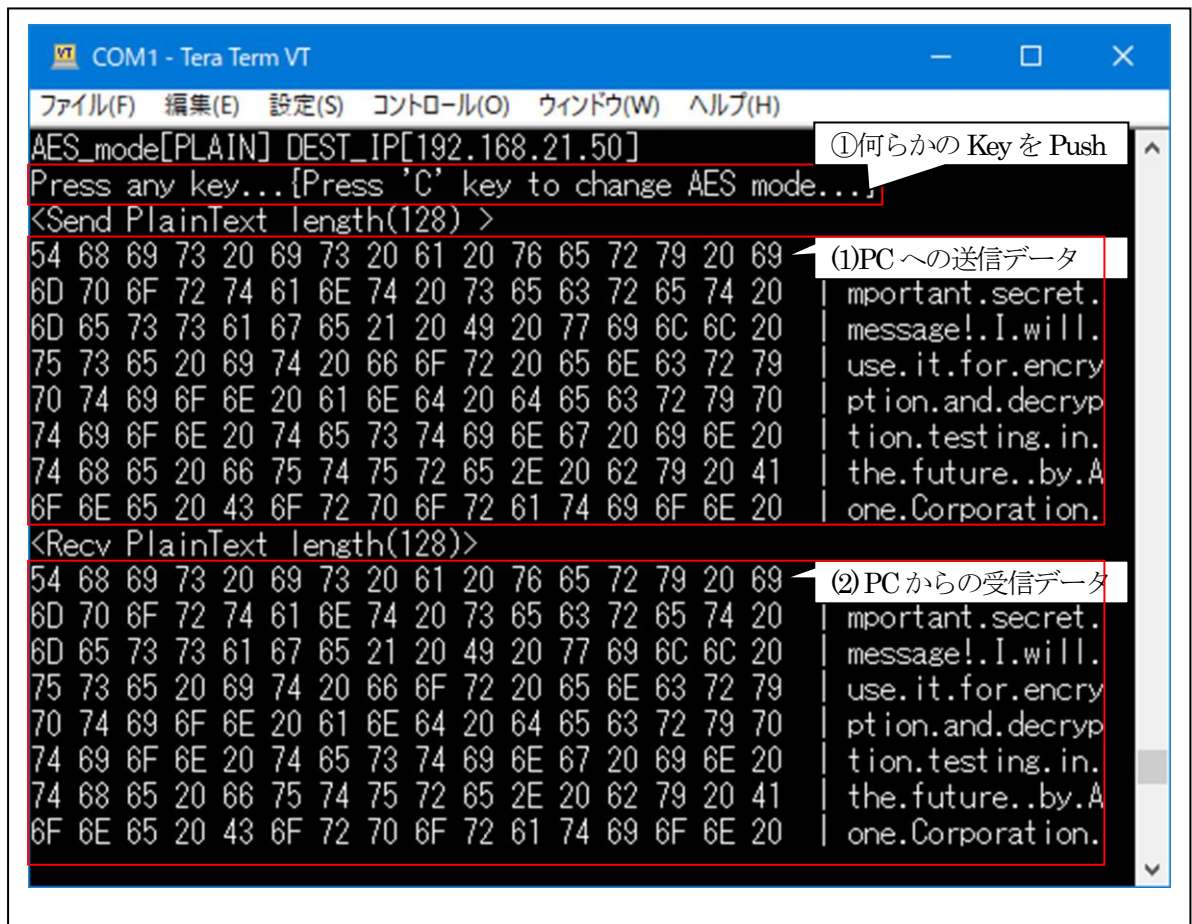 COM1 - Tera Term VT
ファイル(F) 編集(E) 設定(S) コントロール(O) ウィンドウ(W) ヘルプ(H)
AES_mode[PLAIN] DEST_IP[192.168.21.50]
①何らかの Key を Push
Press any key...{Press 'C' key to change AES mode...}
<Send PlainText length(128) >
54 68 69 73 20 69 73 20 61 20 76 65 72 79 20 69
(1)PC への送信データ
6D 70 6F 72 74 61 6E 74 20 73 65 63 72 65 74 20 | mportant.secret.
6D 65 73 73 61 67 65 21 20 49 20 77 69 6C 6C 20 | message!.I.will.
75 73 65 20 69 74 20 66 6F 72 20 65 6E 63 72 79 | use.it.for.encry
70 74 69 6F 6E 20 61 6E 64 20 64 65 63 72 79 70 | ption.and.decryp
74 69 6F 6E 20 74 65 73 74 69 6E 67 20 69 6E 20 | tion.testing.in.
74 68 65 20 66 75 74 75 72 65 2E 20 62 79 20 41 | the.future..by.A
6F 6E 65 20 43 6F 72 70 6F 72 61 74 69 6F 6E 20 | one.Corporation.
<Recv PlainText length(128)>
54 68 69 73 20 69 73 20 61 20 76 65 72 79 20 69
(2) PC からの受信データ
6D 70 6F 72 74 61 6E 74 20 73 65 63 72 65 74 20 | mportant.secret.
6D 65 73 73 61 67 65 21 20 49 20 77 69 6C 6C 20 | message!.I.will.
75 73 65 20 69 74 20 66 6F 72 20 65 6E 63 72 79 | use.it.for.encry
70 74 69 6F 6E 20 61 6E 64 20 64 65 63 72 79 70 | ption.and.decryp
74 69 6F 6E 20 74 65 73 74 69 6E 67 20 69 6E 20 | tion.testing.in.
74 68 65 20 66 75 74 75 72 65 2E 20 62 79 20 41 | the.future..by.A
6F 6E 65 20 43 6F 72 70 6F 72 61 74 69 6F 6E 20 | one.Corporation.